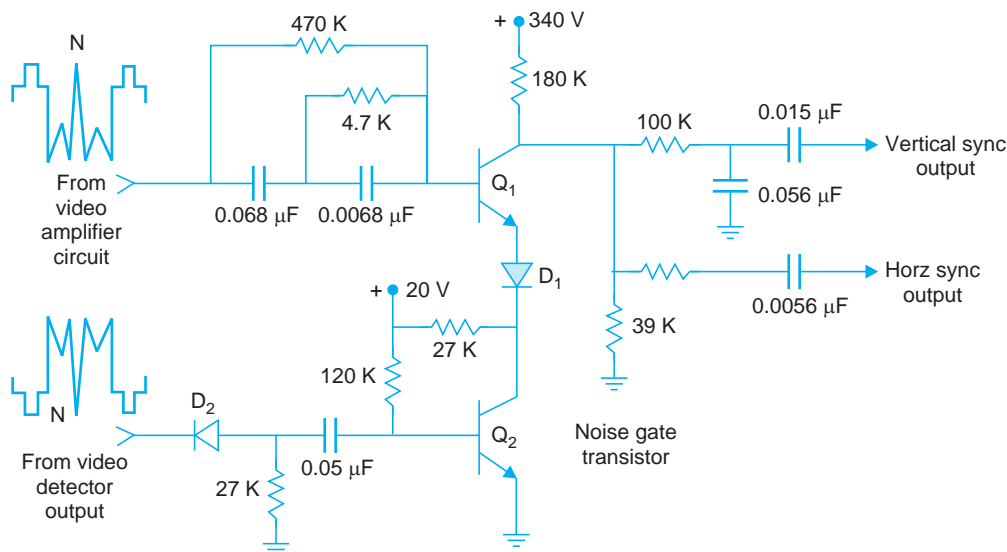 470 K
4.7 K
N
From
video
amplifier
circuit
0.068 μF
0.0068 μF
+ 340 V
180 K
Q1
D1
100 K
0.015
μF
0.056
μF
Vertical sync
output
Horz sync
output
0.0056 μF
39 K
+ 20 V
27 K
120 K
N
D2
From video
detector
output
27 K
0.05 μF
Q2
Noise gate
transistor